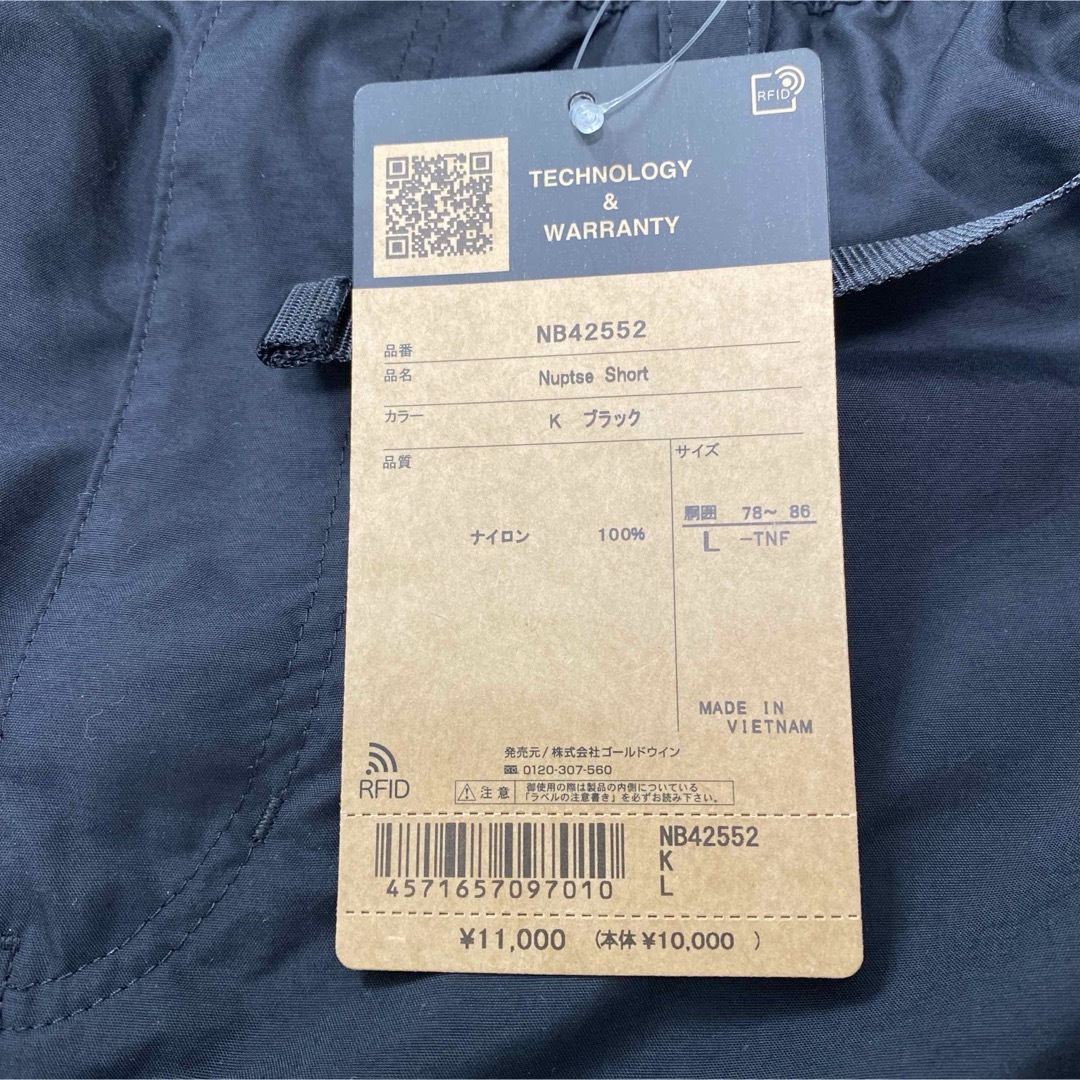 RFID
TECHNOLOGY
&
WARRANTY
品番 NB42552
品名 Nuptse Short
カラー K ブラック
品質
サイズ
ナイロン 100%
胴囲 78~ 86
L -TNF
MADE IN
VIETNAM
RFID
発売元/株式会社ゴールドウイン
0120-307-560
注意
御使用の際は製品の内側についている
「ラベルの注意書き」を必ずお読み下さい。
4571657097010
NB42552
K
L
¥11,000 (本体¥10,000 )